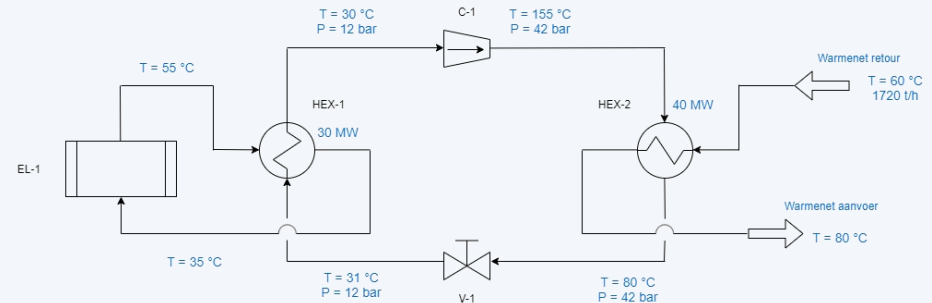 C-1
T = 30 °C
P = 12 bar
T = 155 °C
P = 42 bar
T = 55 °C
HEX-1
30 MW
HEX-2
40 MW
Warmenet retour
T = 60 °C
1720 t/h
EL-1
Warmenet aanvoer
T = 80 °C
T = 35 °C
T = 31 °C
P = 12 bar
V-1
T = 80 °C
P = 42 bar